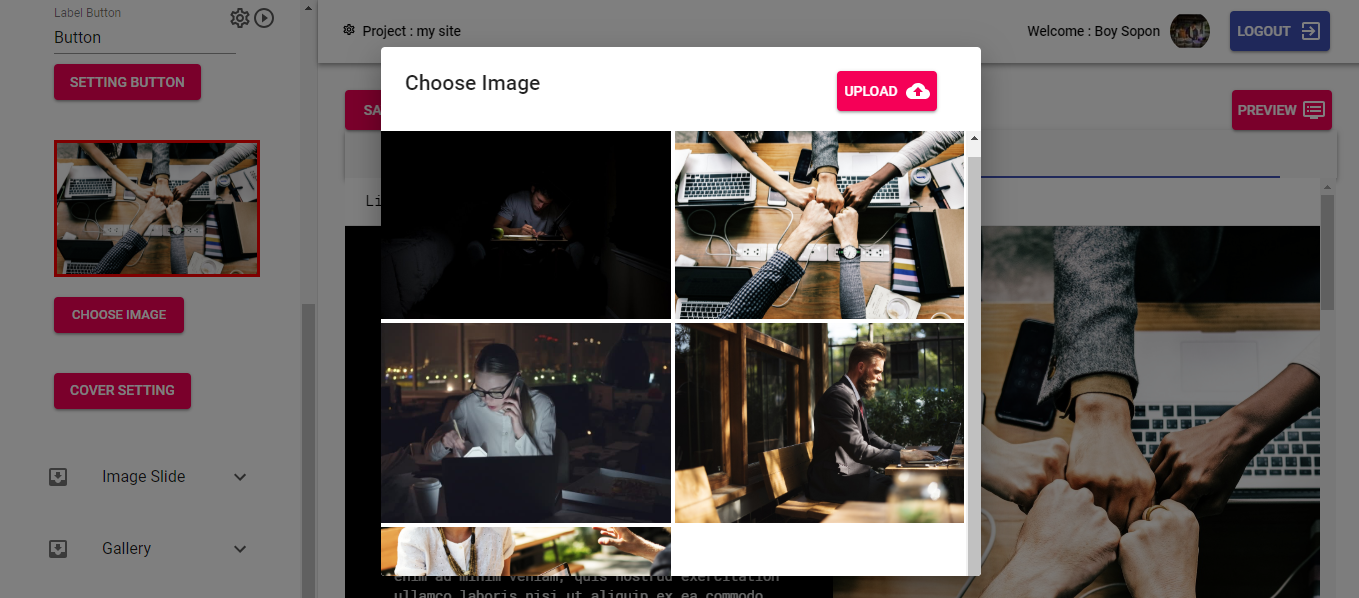 Label Button
Button
SETTING BUTTON
CHOOSE IMAGE
COVER SETTING
Image Slide
Gallery
Project : my site
Welcome : Boy Sopon
LOGOUT
SA
PREVIEW
Li
Choose Image
UPLOAD
enim ad minim veniam, quis nostrud exercitation
ullamco laboris nisi ut aliquip ex ea commodo